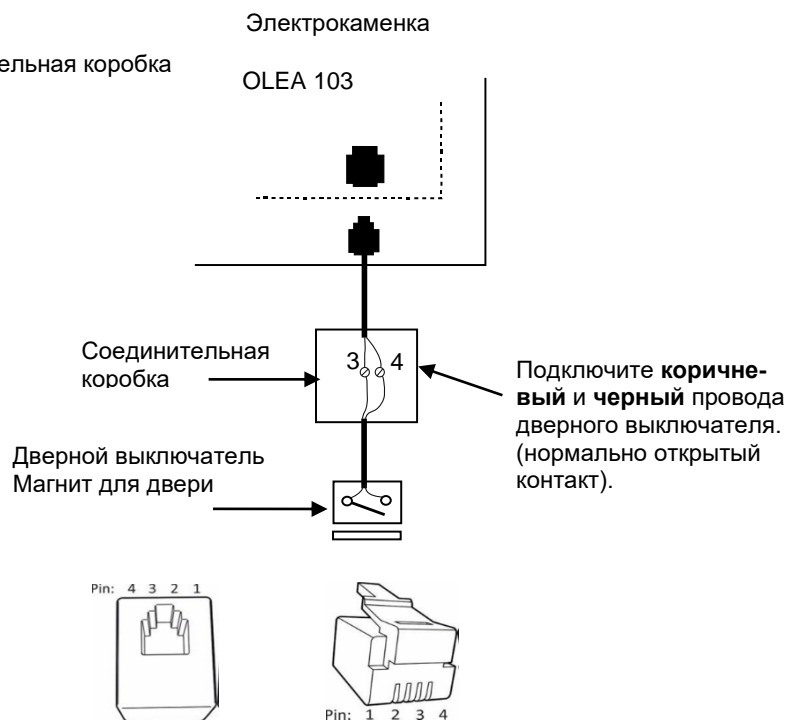 Электрокаменка
ельная коробка
OLEA 103
3 4
Соединительная
коробка
Подключите коричне-
вый и черный провода
дверного выключателя.
(нормально открытый
контакт).
Дверной выключатель
Магнит для двери
Pin: 4 3 2 1
Pin: 1 2 3 4